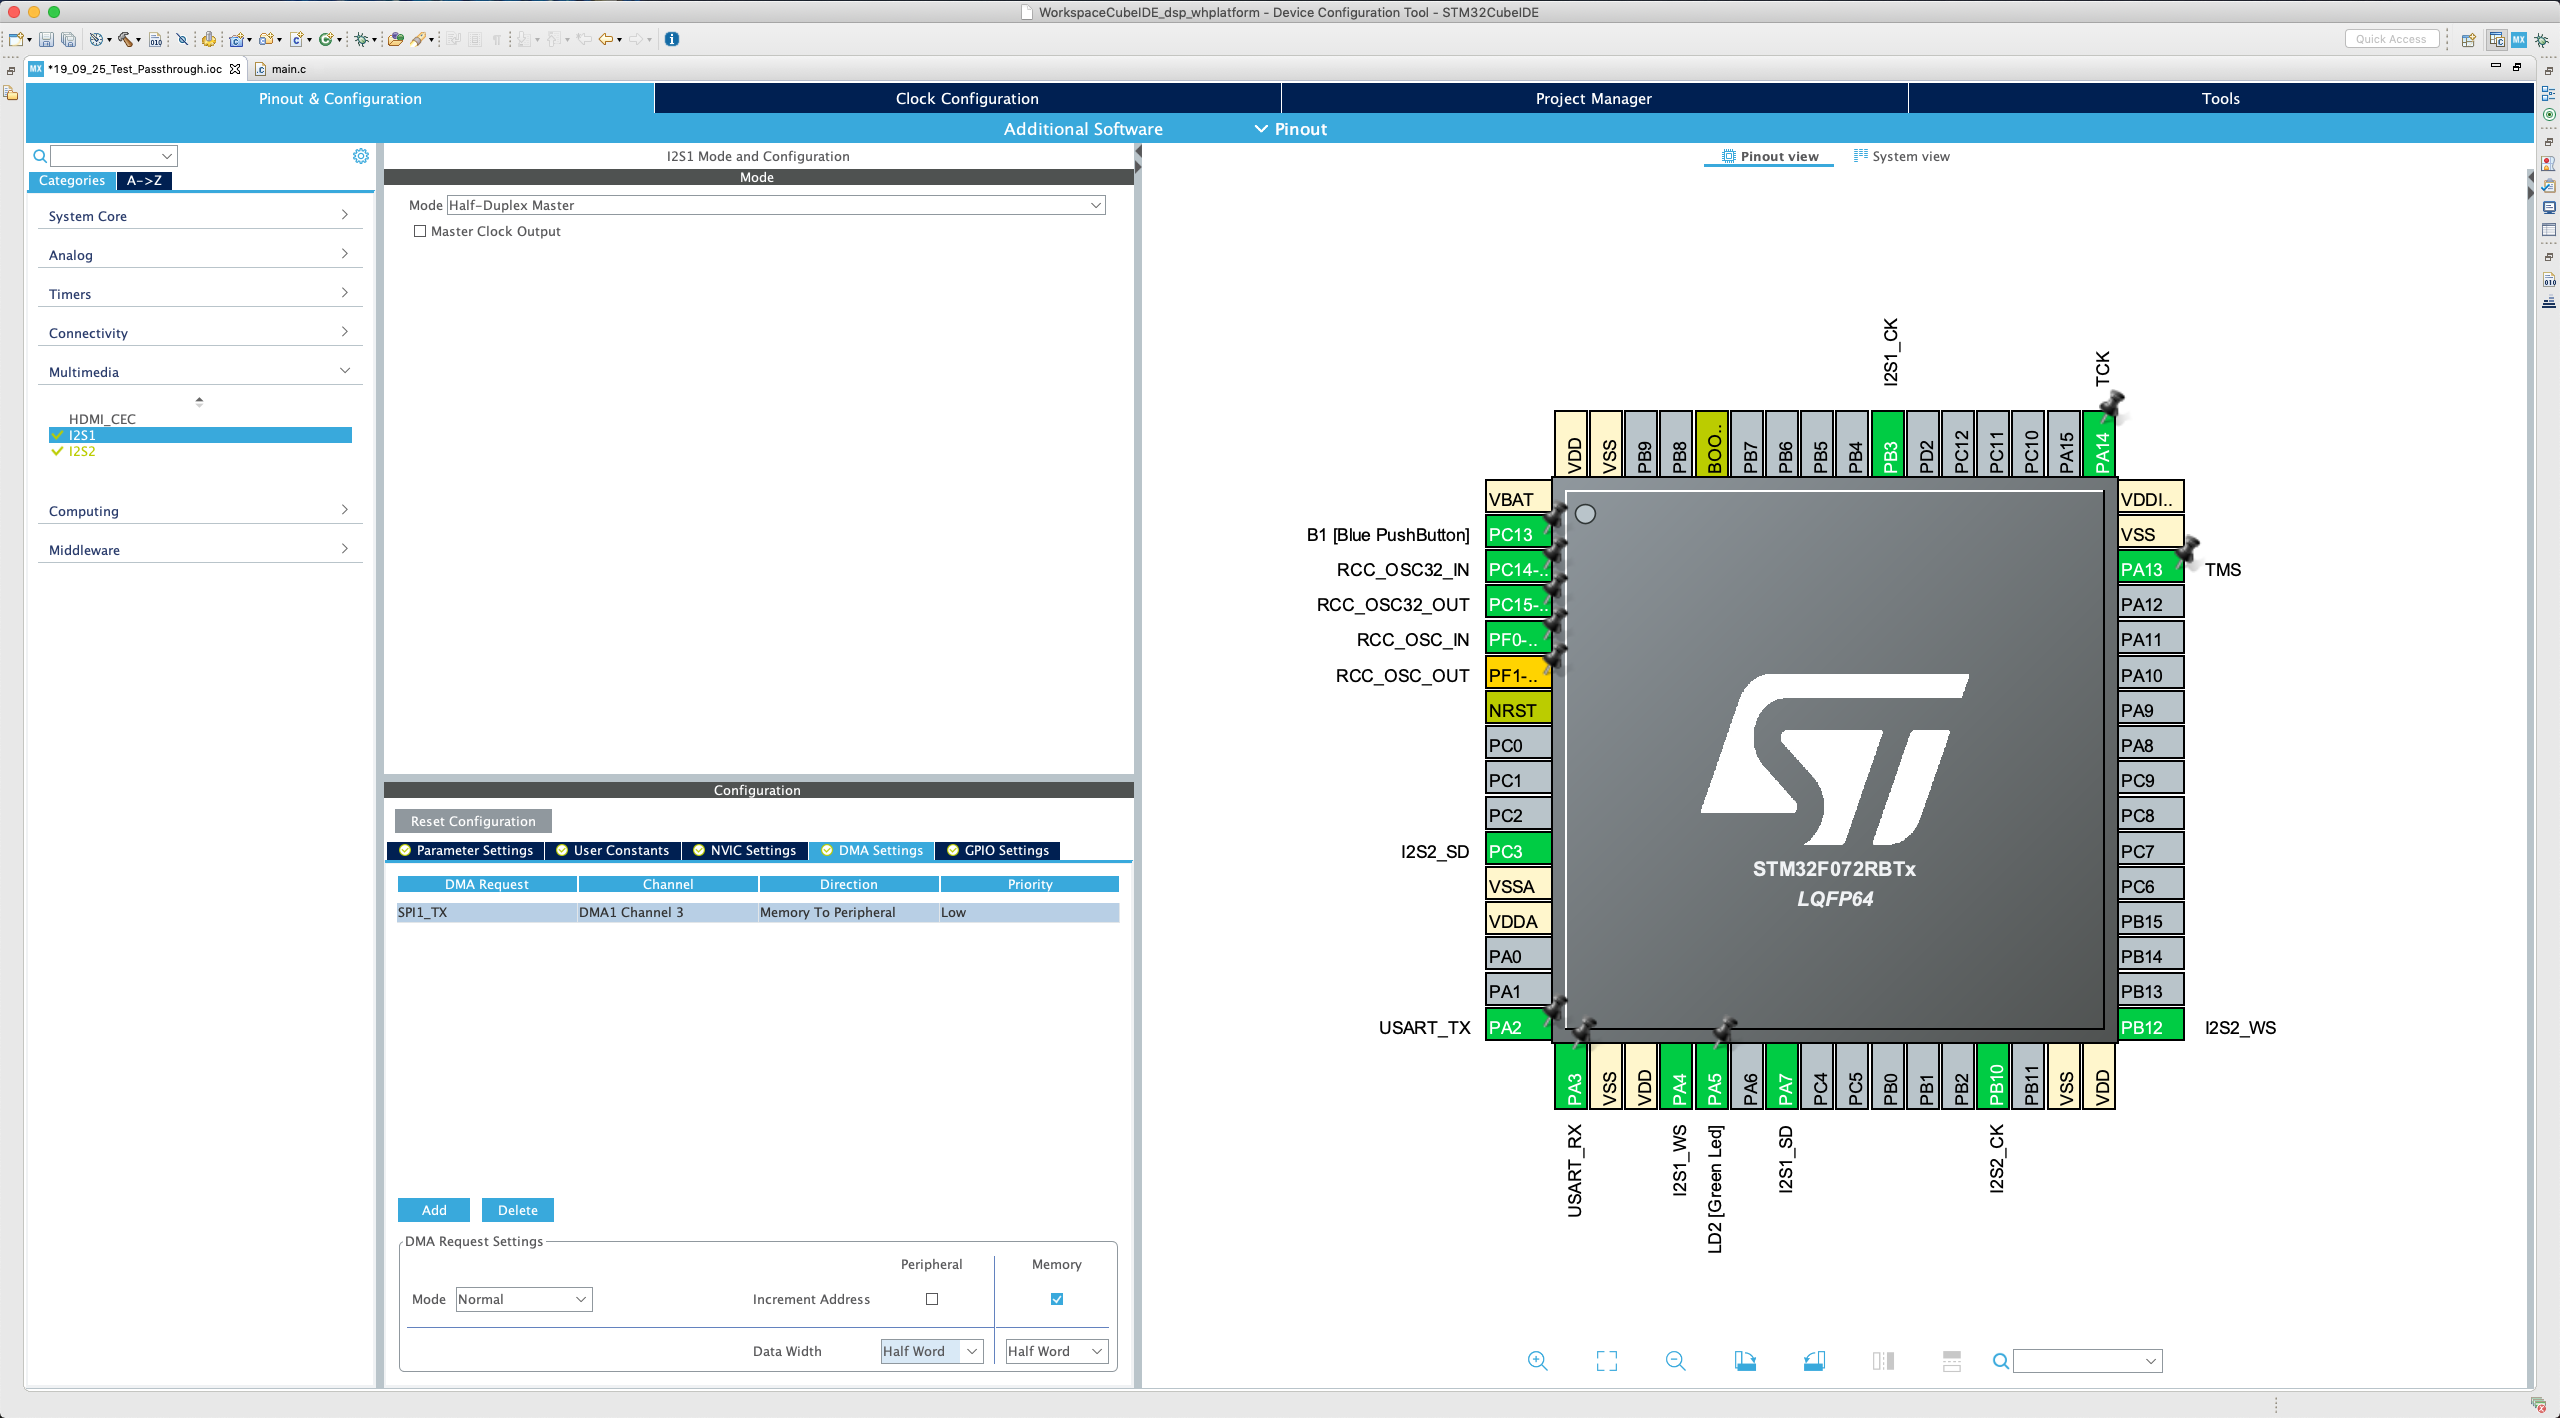 WorkspaceCubeIDE_dsp_whplatform - Device Configuration Tool - STM32CubeIDE
Quick Access
MX *19_09_25_Test_Passthrough.ioc
main.c
Pinout & Configuration
Clock Configuration
Project Manager
Tools
Additional Software
Pinout
Categories
A->Z
System Core
Analog
Timers
Connectivity
Multimedia
HDMI_CEC
I2S1
I2S2
Computing
Middleware
I2S1 Mode and Configuration
Mode
Mode Half-Duplex Master
Master Clock Output
Configuration
Reset Configuration
Parameter Settings
User Constants
NVIC Settings
DMA Settings
GPIO Settings
DMA Request Channel Direction Priority
SPI1_TX DMA1 Channel 3 Memory To Peripheral Low
Add
Delete
DMA Request Settings
Peripheral Memory
Mode Normal
Increment Address
Data Width Half Word Half Word
Pinout view
System view
I2S1_CK
TCK
VDD
VSS
PB9
PB8
BOO..
PB7
PB6
PB5
PB4
PB3
PD2
PC12
PC11
PC10
PA15
PA14
VBAT
B1 [Blue PushButton] PC13
RCC_OSC32_IN PC14-..
RCC_OSC32_OUT PC15-..
RCC_OSC_IN PF0-..
RCC_OSC_OUT PF1-..
NRST
PC0
PC1
PC2
I2S2_SD PC3
VSSA
VDDA
PA0
PA1
USART_TX PA2
ST
STM32F072RBTx
LQFP64
VDDI..
VSS
PA13 TMS
PA12
PA11
PA10
PA9
PA8
PC9
PC8
PC7
PC6
PB15
PB14
PB13
PB12 I2S2_WS
PA3
VSS
VDD
PA4
PA5
PA6
PA7
PC4
PC5
PB0
PB1
PB2
PB10
PB11
VSS
VDD
USART_RX
I2S1_WS
LD2 [Green Led]
I2S1_SD
I2S2_CK